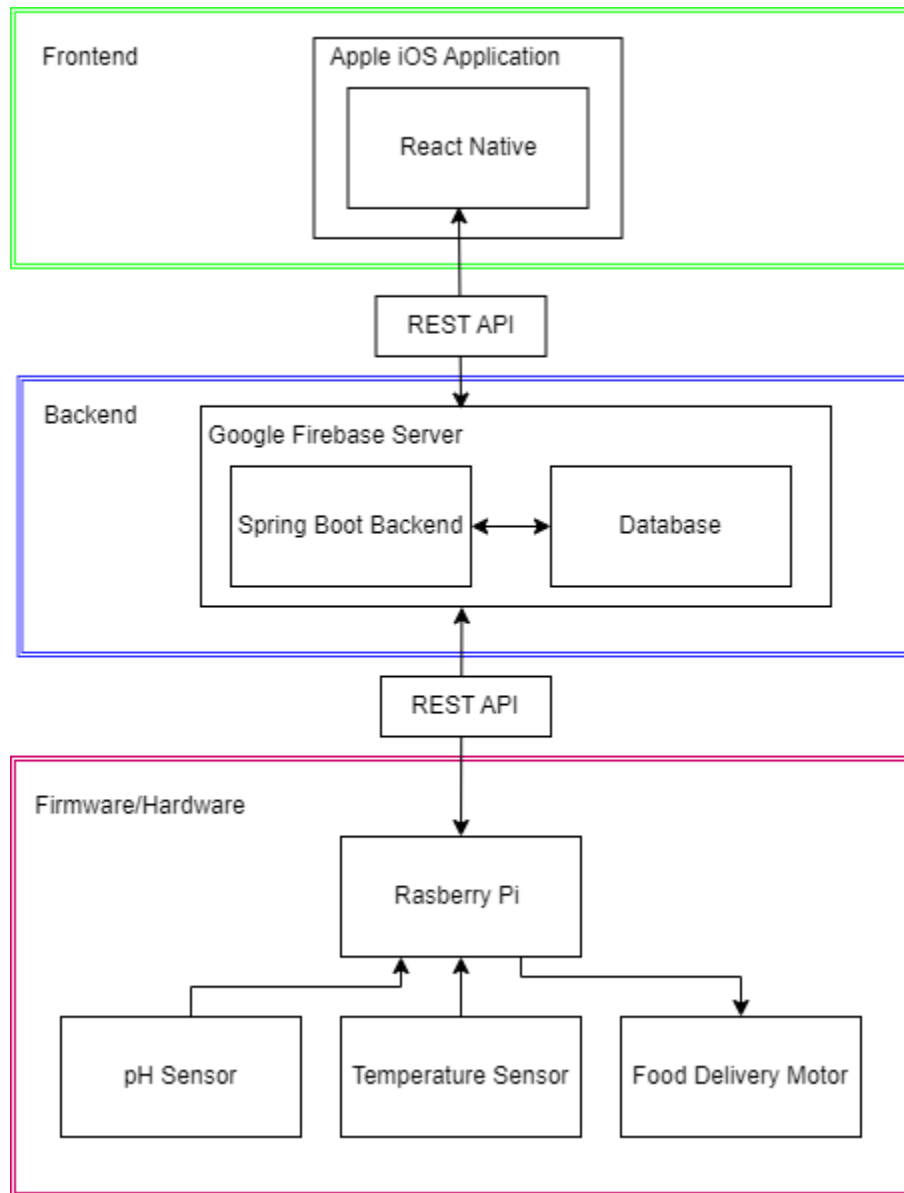 Frontend
Apple iOS Application
React Native
REST API
Backend
Google Firebase Server
Spring Boot Backend
Database
REST API
Firmware/Hardware
Rasberry Pi
pH Sensor
Temperature Sensor
Food Delivery Motor